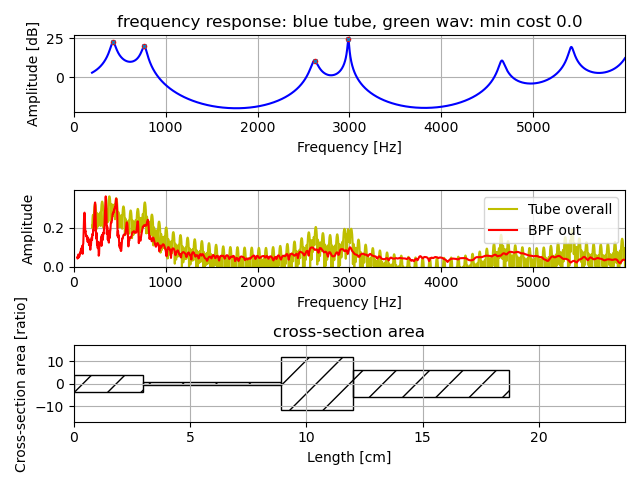 frequency response: blue tube, green wav: min cost 0.0
Amplitude [dB]
25
0
0
1000
2000
3000
4000
5000
Frequency [Hz]
Amplitude
0.2
0.0
Tube overall
BPF out
0
1000
2000
3000
4000
5000
Frequency [Hz]
cross-section area
Cross-section area [ratio]
10
0
−10
0
5
10
15
20
Length [cm]